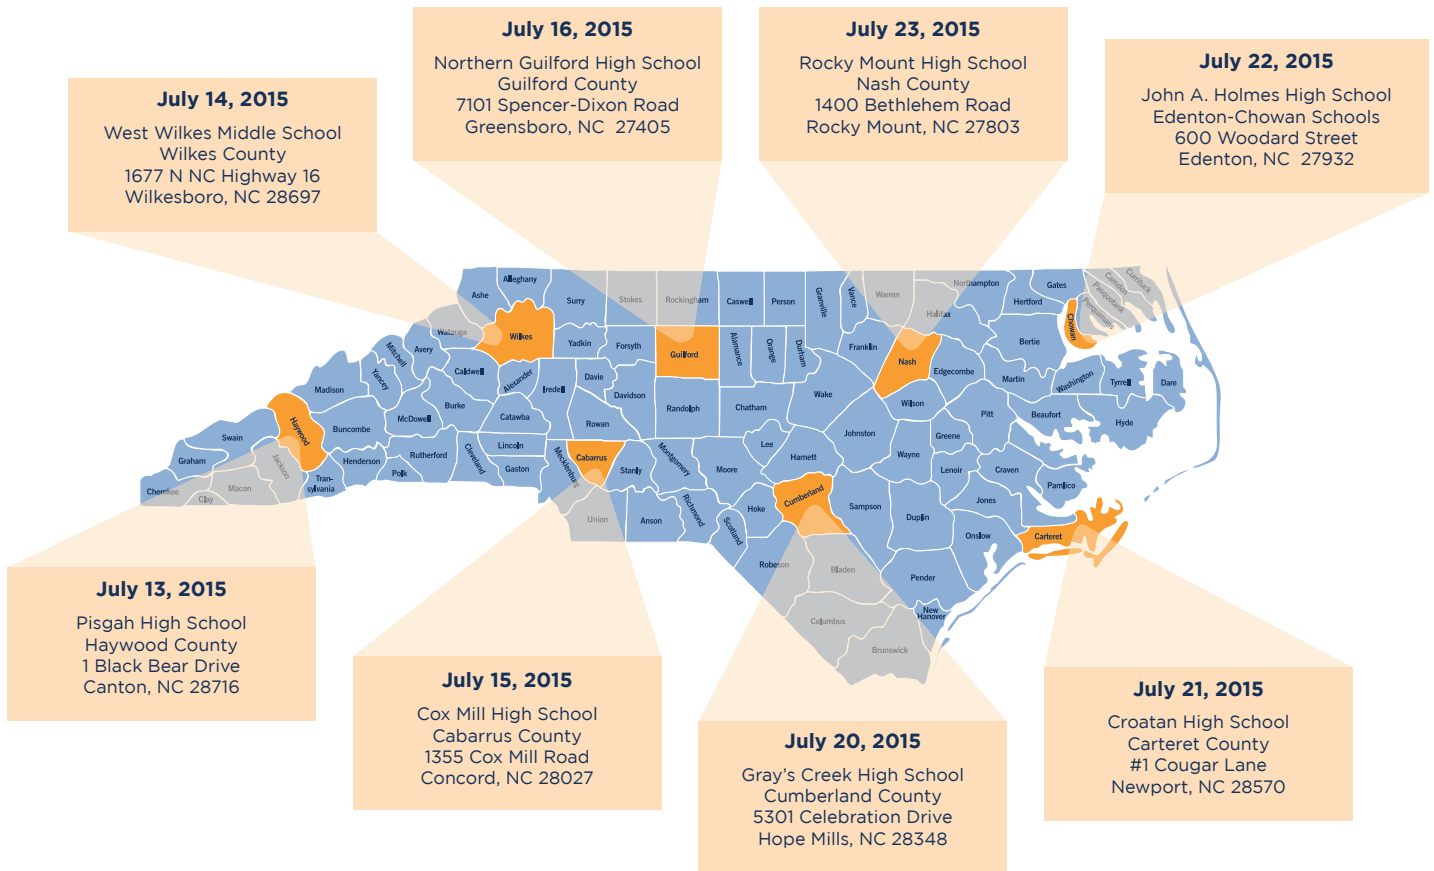 July 16, 2015
Northern Guilford High School
Guilford County
7101 Spencer-Dixon Road
Greensboro, NC  27405
July 23, 2015
Rocky Mount High School
Nash County
1400 Bethlehem Road
Rocky Mount, NC 27803
July 22, 2015
John A. Holmes High School
Edenton-Chowan Schools
600 Woodard Street
Edenton, NC  27932
July 14, 2015
West Wilkes Middle School
Wilkes County
1677 N NC Highway 16
Wilkesboro, NC 28697
Alleghany
Ashe
Surry
Stokes
Rockingham
Caswell
Person
Granville
Vance
Warren
Halifax
Northampton
Hertford
Gates
Camden
Currituck
Pasquotank
Perquimans
Chowan
Watauga
Wilkes
Yadkin
Forsyth
Guilford
Alamance
Orange
Durham
Franklin
Nash
Edgecombe
Bertie
Martin
Washington
Tyrrell
Dare
Mitchell
Avery
Yancey
Caldwell
Alexander
Iredell
Davie
Davidson
Randolph
Chatham
Wake
Wilson
Pitt
Beaufort
Hyde
Madison
Haywood
Buncombe
McDowell
Burke
Catawba
Rowan
Swain
Graham
Cherokee
Clay
Macon
Jackson
Tran-
sylvania
Henderson
Polk
Rutherford
Cleveland
Lincoln
Gaston
Mecklenburg
Cabarrus
Stanly
Montgomery
Moore
Lee
Harnett
Johnston
Greene
Wayne
Lenoir
Craven
Pamlico
Jones
Carteret
Union
Anson
Richmond
Scotland
Hoke
Cumberland
Sampson
Duplin
Onslow
Robeson
Bladen
Pender
New
Hanover
Columbus
Brunswick
July 13, 2015
Pisgah High School
Haywood County
1 Black Bear Drive
Canton, NC 28716
July 15, 2015
Cox Mill High School
Cabarrus County
1355 Cox Mill Road
Concord, NC 28027
July 20, 2015
Gray's Creek High School
Cumberland County
5301 Celebration Drive
Hope Mills, NC 28348
July 21, 2015
Croatan High School
Carteret County
#1 Cougar Lane
Newport, NC 28570